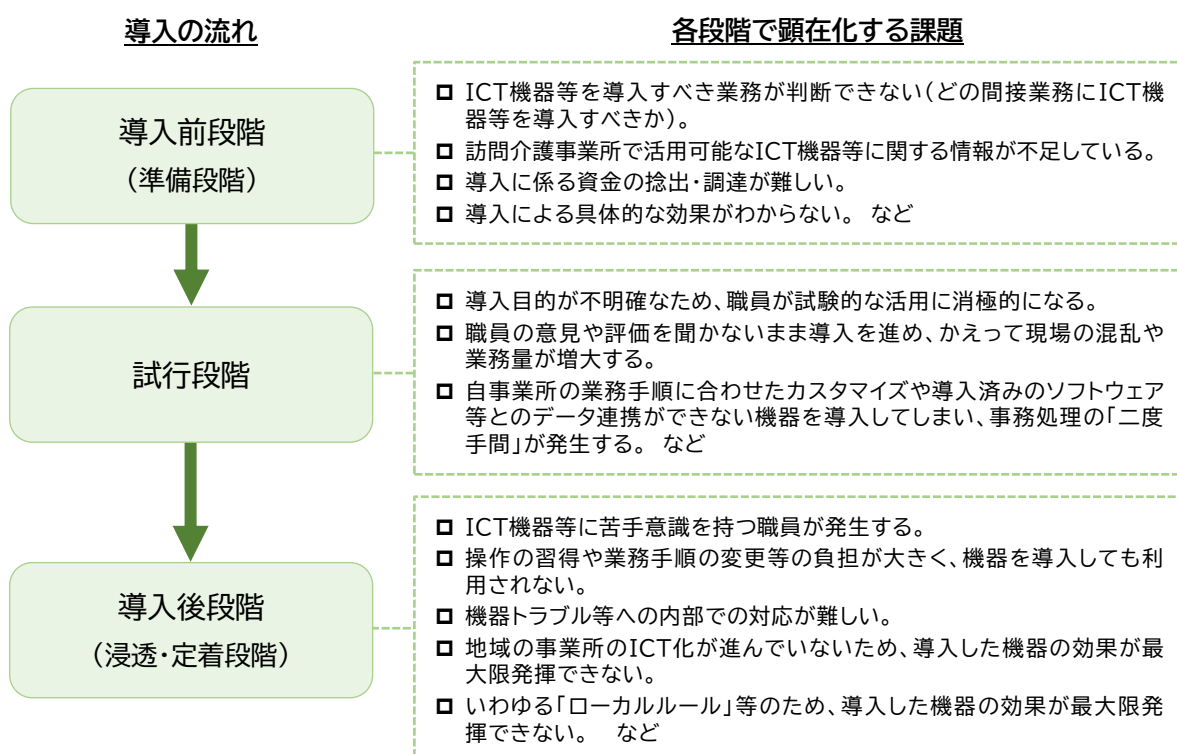 導入の流れ
各段階で顕在化する課題
導入前段階
（準備段階）
□ ICT機器等を導入すべき業務が判断できない（どの間接業務にICT機
器等を導入すべきか）。
□ 訪問介護事業所で活用可能なICT機器等に関する情報が不足している。
□ 導入に係る資金の捻出・調達が難しい。
□ 導入による具体的な効果がわからない。 など
試行段階
□ 導入目的が不明確なため、職員が試験的な活用に消極的になる。
□ 職員の意見や評価を聞かないまま導入を進め、かえって現場の混乱や
業務量が増大する。
□ 自事業所の業務手順に合わせたカスタマイズや導入済みのソフトウェア
等とのデータ連携ができない機器を導入してしまい、事務処理の「二度
手間」が発生する。 など
導入後段階
（浸透・定着段階）
□ ICT機器等に苦手意識を持つ職員が発生する。
□ 操作の習得や業務手順の変更等の負担が大きく、機器を導入しても利
用されない。
□ 機器トラブル等への内部での対応が難しい。
□ 地域の事業所のICT化が進んでいないため、導入した機器の効果が最
大限発揮できない。
□ いわゆる「ローカルルール」等のため、導入した機器の効果が最大限発
揮できない。 など